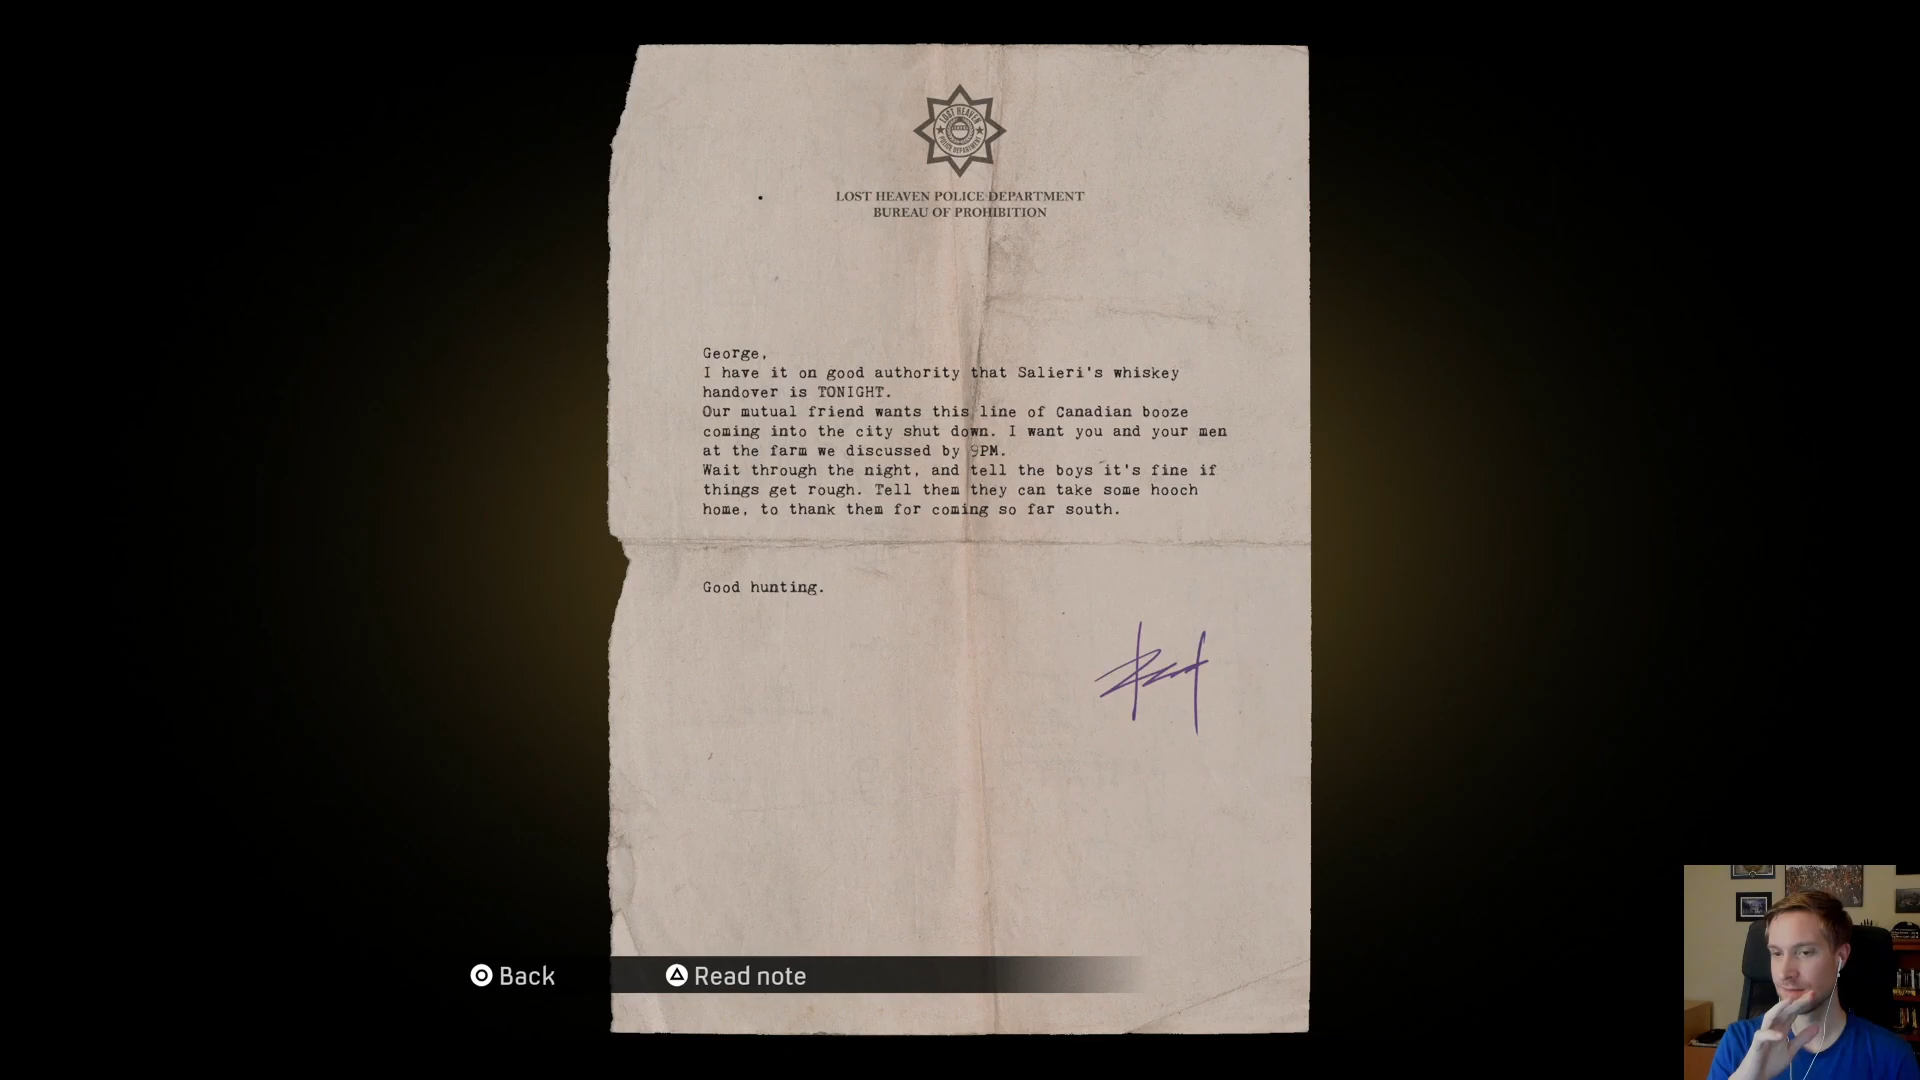 LOST HEAVEN
POLICE DEPARTMENT
LOST HEAVEN POLICE DEPARTMENT
BUREAU OF PROHIBITION
George,
I have it on good authority that Salieri's whiskey
handover is TONIGHT.
Our mutual friend wants this line of Canadian booze
coming into the city shut down. I want you and your men
at the farm we discussed by 9PM.
Wait through the night, and tell the boys it's fine if
things get rough. Tell them they can take some hooch
home, to thank them for coming so far south.
Good hunting.
Back
Read note